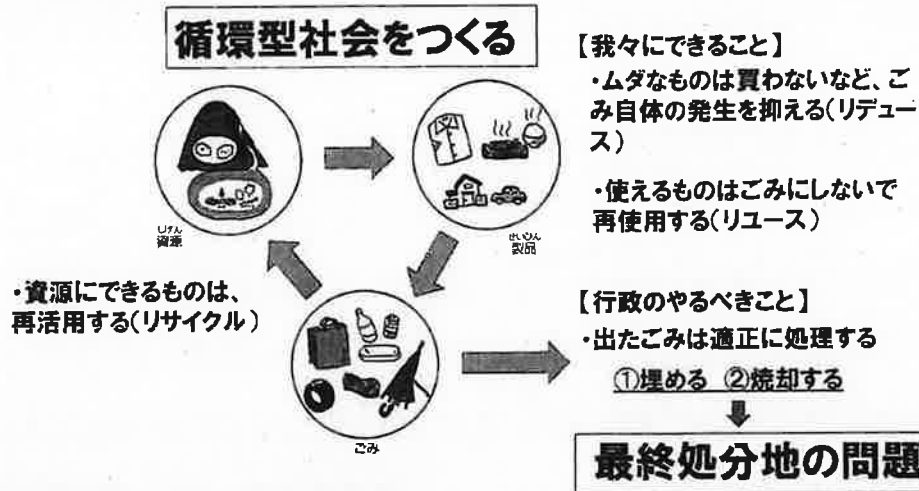 循環型社会をつくる
【我々にできること】
・ムダなものは買わないなど、ご
み自体の発生を抑える(リデュー
ス)
・使えるものはごみにしないで
再使用する(リユース)
しげん
資源
せいひん
製品
・資源にできるものは、
再活用する(リサイクル)
ごみ
【行政のやるべきこと】
・出たごみは適正に処理する
①埋める ②焼却する
最終処分地の問題